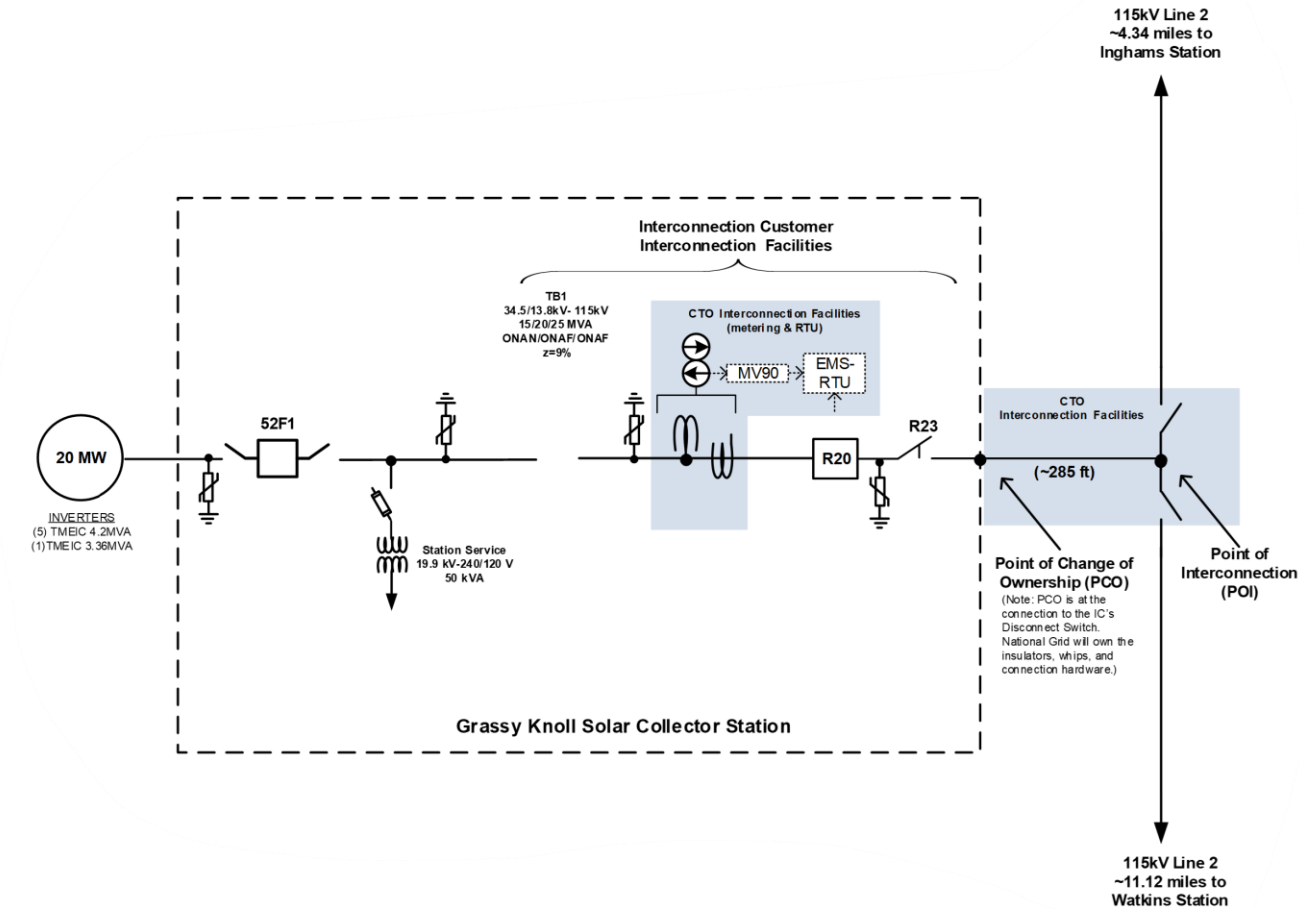 115kV Line 2
~4.34 miles to
Inghams Station
Interconnection Customer
Interconnection Facilities
TB1
34.5/13.8kV- 115kV
15/20/25 MVA
ONAN/ONAF/ONAF
z=9%
CTO Interconnection Facilities
(metering & RTU)
MV90
EMS-
RTU
CTO
Interconnection Facilities
52F1
R23
20 MW
R20
(~285 ft)
INVERTERS
(5) TMEIC 4.2MVA
(1)TMEIC 3.36MVA
Station Service
19.9 kV-240/120 V
50 kVA
Point of Change of
Ownership (PCO)
(Note: PCO is at the
connection to the IC's
Disconnect Switch.
National Grid will own the
insulators, whips, and
connection hardware.)
Point of
Interconnection
(POI)
Grassy Knoll Solar Collector Station
115kV Line 2
~11.12 miles to
Watkins Station